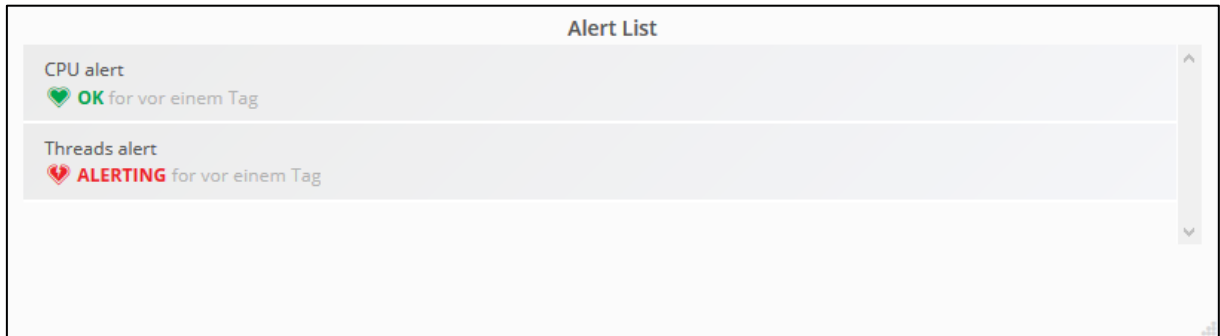 Alert List
CPU alert
OK for vor einem Tag
Threads alert
ALERTING for vor einem Tag